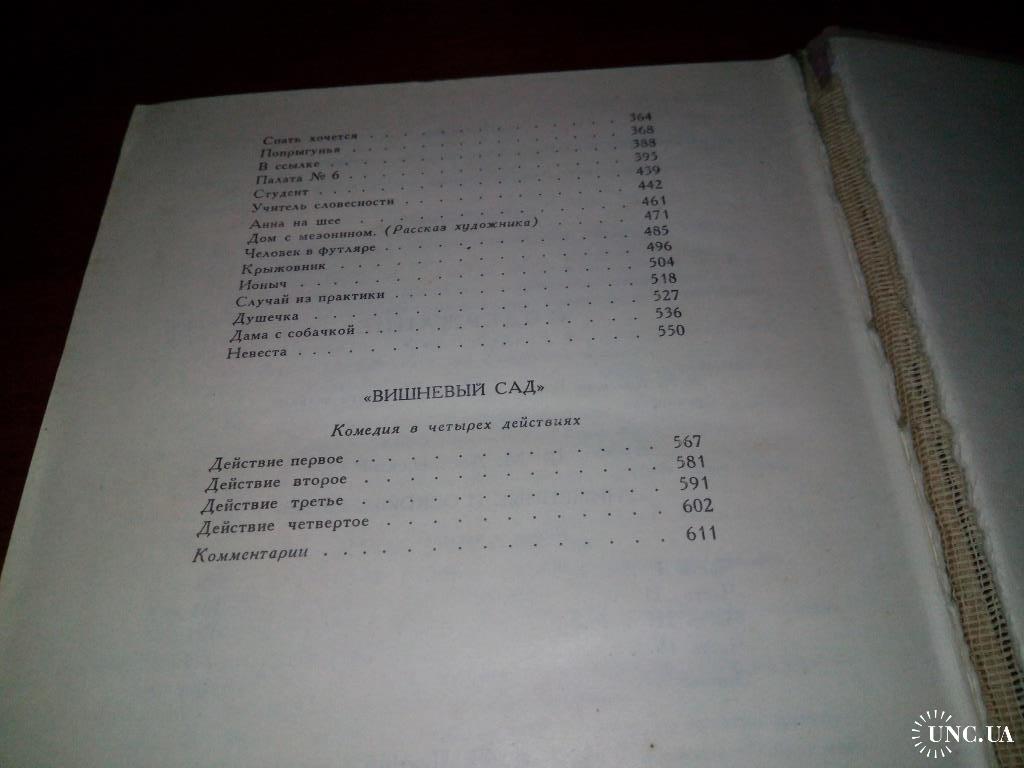 Спать хочется . . . . . . . . . . . . . . 364
Попрыгунья . . . . . . . . . . . . . . 368
В ссылке . . . . . . . . . . . . . . 388
Палата № 6 . . . . . . . . . . . . . . 395
Студент . . . . . . . . . . . . . . 439
Учитель словесности . . . . . . . . . . . . 442
Анна на шее . . . . . . . . . . . . . . 461
Дом с мезонином. (Рассказ художника) . . . . . 471
Человек в футляре . . . . . . . . . . . . 485
Крыжовник . . . . . . . . . . . . . . 496
Ионыч . . . . . . . . . . . . . . 504
Случай из практики . . . . . . . . . . . . 518
Душечка . . . . . . . . . . . . . . 527
Дама с собачкой . . . . . . . . . . . . 536
Невеста . . . . . . . . . . . . . . 550
«ВИШНЕВЫЙ САД»
Комедия в четырех действиях
Действие первое . . . . . . . . . . . . 567
Действие второе . . . . . . . . . . . . 581
Действие третье . . . . . . . . . . . . 591
Действие четвертое . . . . . . . . . . . . 602
Комментарии . . . . . . . . . . . . . . 611
UNC.UA